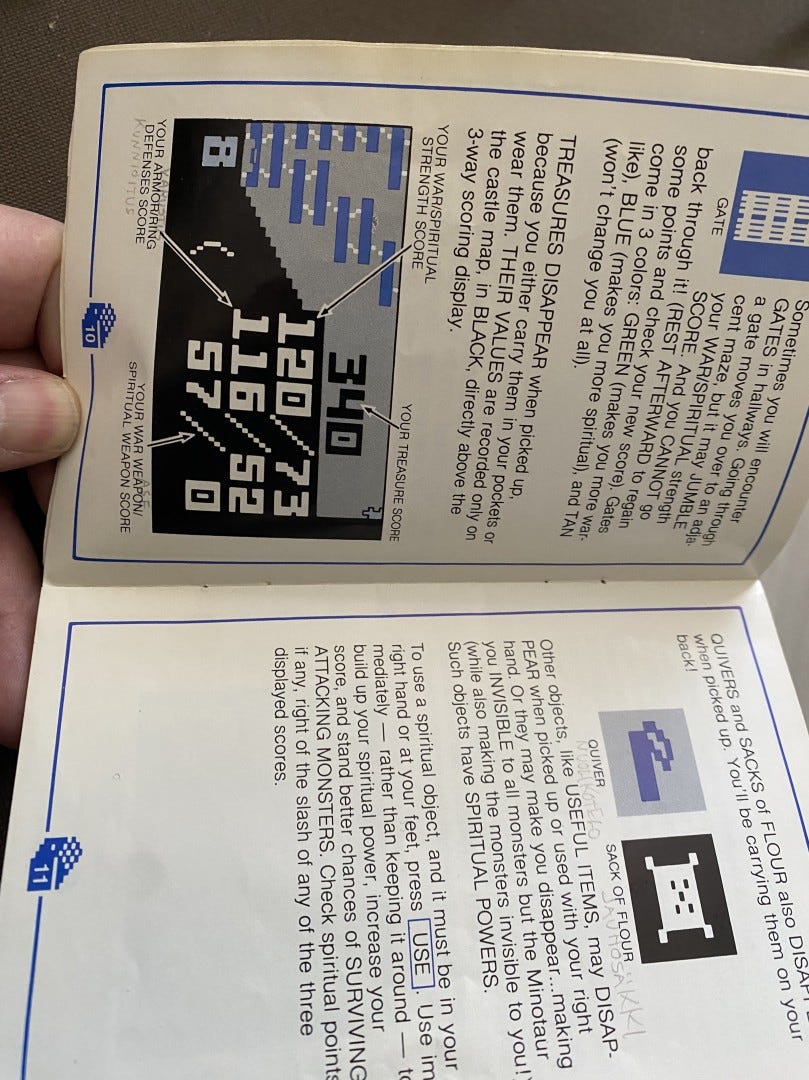 Sometimes you will encounter
GATES in hallways. Going through
a gate moves you over to an adja-
cent maze, but it may JUMBLE
your WAR/SPIRITUAL strength
SCORE. And you CANNOT go
GATE
back through it! (REST AFTERWARD to regain
some points and check your new score). Gates
come in 3 colors: GREEN (makes you more war-
like), BLUE (makes you more spiritual), and TAN
(won't change you at all).
TREASURES DISAPPEAR when picked up,
because you either carry them in your pockets or
wear them. THEIR VALUES are recorded only on
the castle map, in BLACK, directly above the
3-way scoring display.
YOUR WAR/SPIRITUAL
STRENGTH SCORE
YOUR TREASURE SCORE
340
120/73
116/52
57/0
8
YOUR ARMOR/RING
DEFENSES SCORE
ASE
YOUR WAR WEAPON/
SPIRITUAL WEAPON SCORE
10
QUIVERS and SACKS of FLOUR also
when picked up. You'll be carrying them on your
back!
QUIVER
SACK OF FLOUR
JAUHOSÄKKI
Other objects, like USEFUL ITEMS, may DISAP-
PEAR when picked up or used with your right
hand. Or they may make you disappear...making
you INVISIBLE to all monsters but the Minotaur
(while also making the monsters invisible to you!)
Such objects have SPIRITUAL POWERS.
To use a spiritual object, and it must be in your
right hand or at your feet, press USE. Use im
mediately — rather than keeping it around — to
build up your spiritual power, increase your
score, and stand better chances of SURVIVING
ATTACKING MONSTERS. Check spiritual points
if any, right of the slash of any of the three
displayed scores.
11